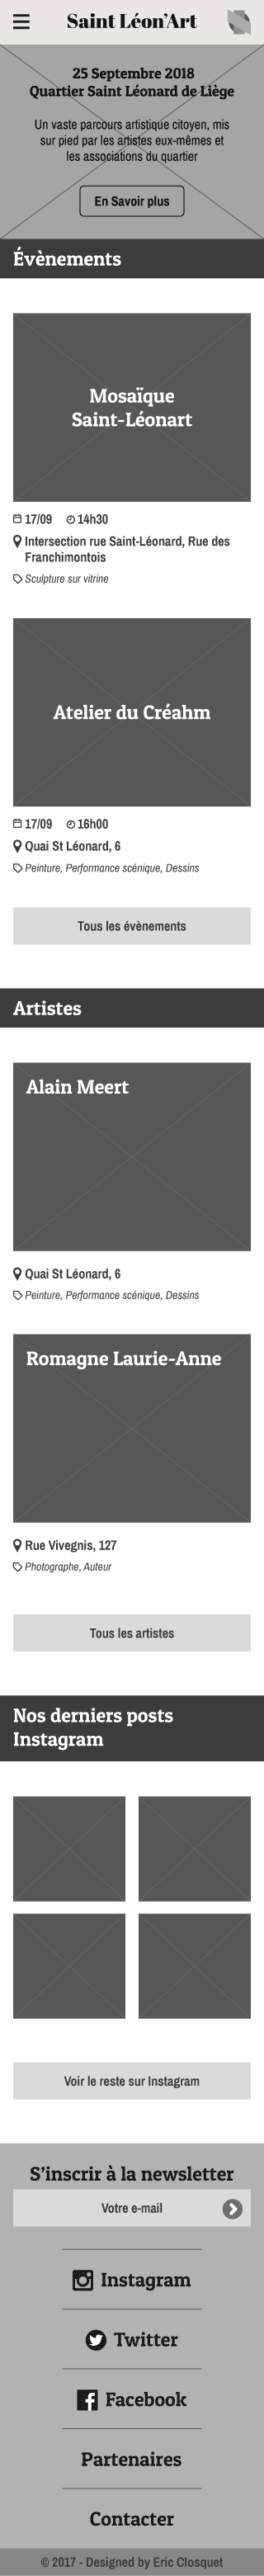 Saint Léon'Art
25 Septembre 2018
Quartier Saint Léonard de Liège
Un vaste parcours artistique citoyen, mis
sur pied par les artistes eux-mêmes et
les associations du quartier
En Savoir plus
Évènements
Mosaïque
Saint-Léonart
17/09 14h30
Intersection rue Saint-Léonard, Rue des
Franchimontois
Sculpture sur vitrine
Atelier du Créahm
17/09 16h00
Quai St Léonard, 6
Peinture, Performance scénique, Dessins
Tous les évènements
Artistes
Alain Meert
Quai St Léonard, 6
Peinture, Performance scénique, Dessins
Romagne Laurie-Anne
Rue Vivegnis, 127
Photographe, Auteur
Tous les artistes
Nos derniers posts
Instagram
Voir le reste sur Instagram
S'inscrir à la newsletter
Votre e-mail
Instagram
Twitter
Facebook
Partenaires
Contacter
© 2017 - Designed by Eric Closquet